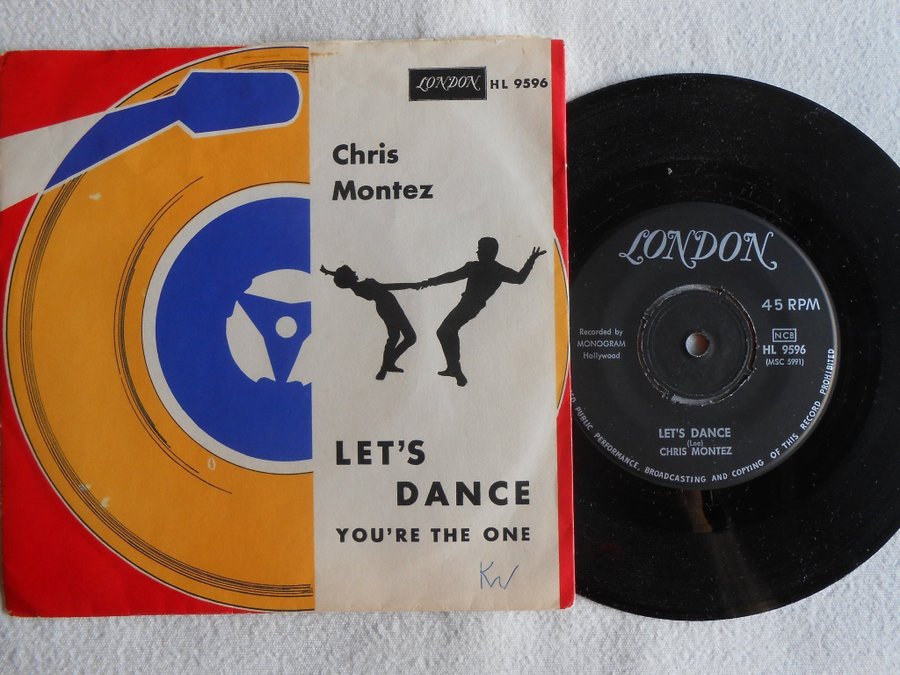 LONDON HL 9596
Chris
Montez
LET'S
DANCE
YOU'RE THE ONE
KW
LONDON
45 RPM
Recorded by
MONOGRAM
Hollywood
NCB
HL 9596
(MSC 5991)
LET'S DANCE
(Lee)
CHRIS MONTEZ
PUBLIC PERFORMANCE, BROADCASTING AND COPYING OF THIS RECORD PROHIBITED